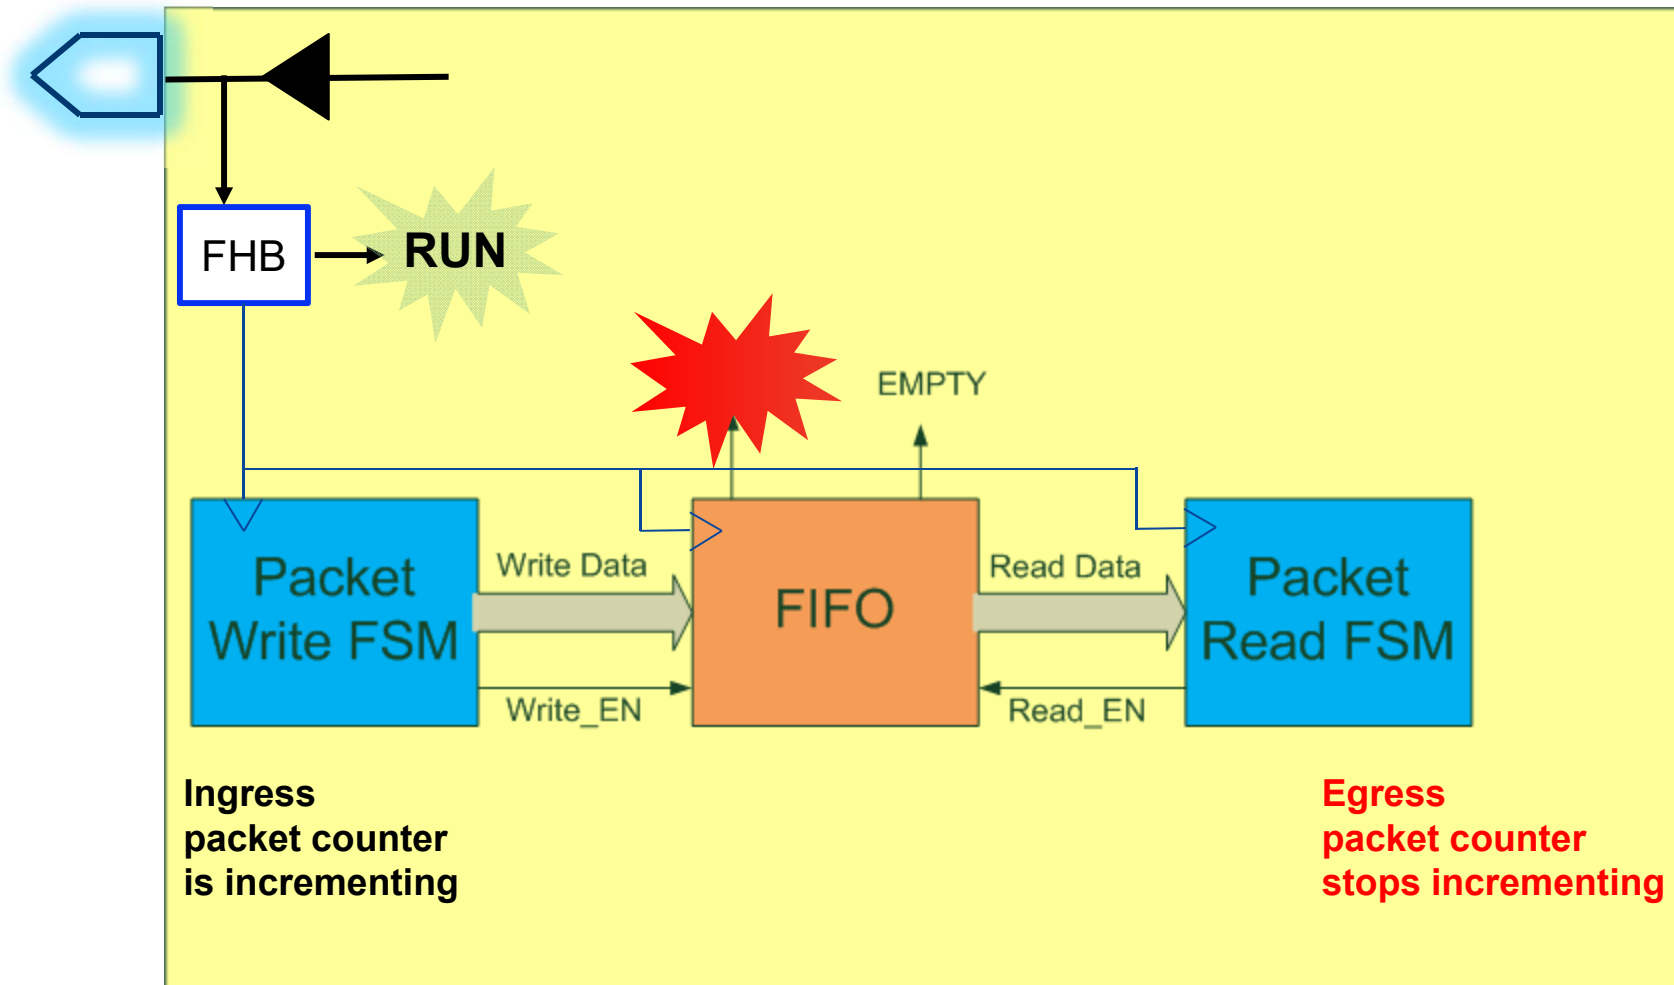 FHB
RUN
EMPTY
Packet
Write FSM
Write Data
Write_EN
FIFO
Read Data
Read_EN
Packet
Read FSM
Ingress
packet counter
is incrementing
Egress
packet counter
stops incrementing